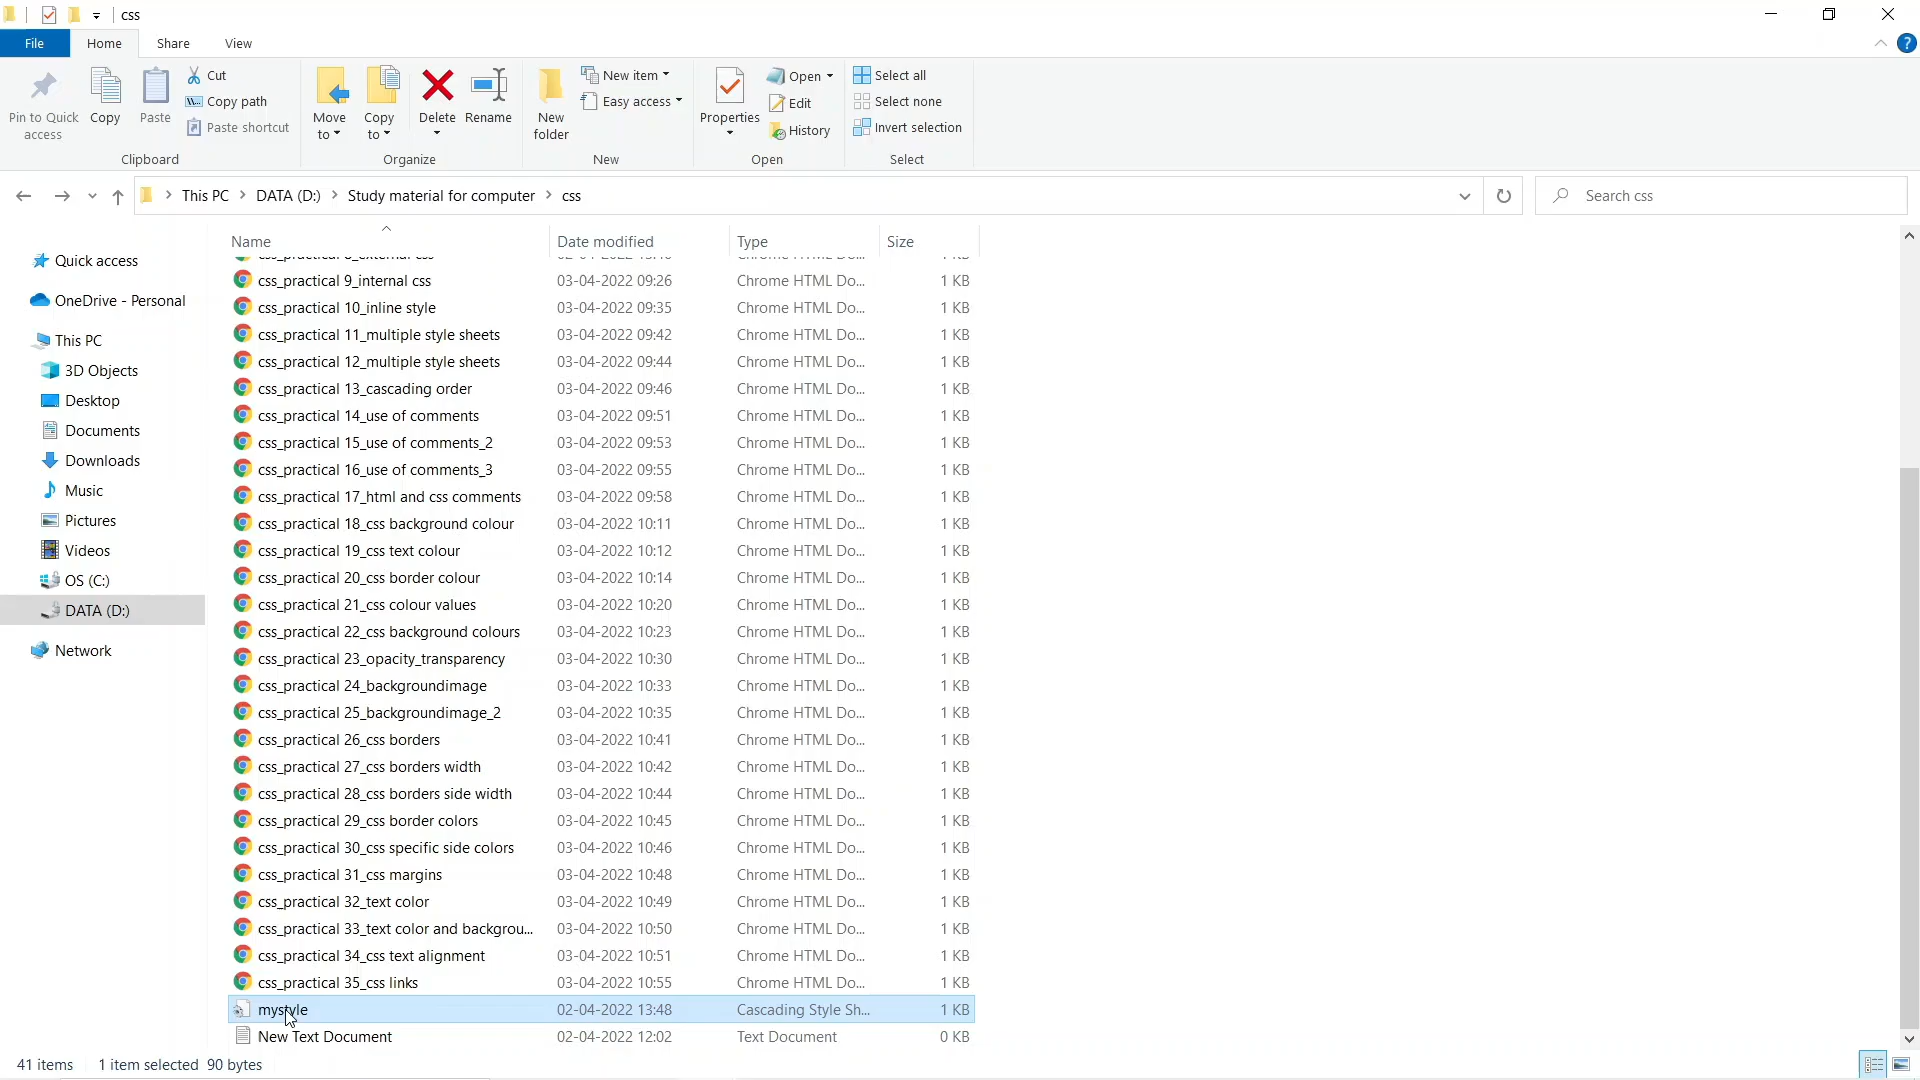 css
File Home Share View
Pin to Quick access
Copy
Paste
Cut
Copy path
Paste shortcut
Clipboard
Move to
Copy to
Delete
Rename
Organize
New folder
New item
Easy access
New
Properties
Open
Edit
History
Open
Select all
Select none
Invert selection
Select
This PC > DATA (D:) > Study material for computer > css
Search css
Quick access
OneDrive - Personal
This PC
3D Objects
Desktop
Documents
Downloads
Music
Pictures
Videos
OS (C:)
DATA (D:)
Network
Name Date modified Type Size
css_practical 9_internal css 03-04-2022 09:26 Chrome HTML Do... 1 KB
css_practical 10_inline style 03-04-2022 09:35 Chrome HTML Do... 1 KB
css_practical 11_multiple style sheets 03-04-2022 09:42 Chrome HTML Do... 1 KB
css_practical 12_multiple style sheets 03-04-2022 09:44 Chrome HTML Do... 1 KB
css_practical 13_cascading order 03-04-2022 09:46 Chrome HTML Do... 1 KB
css_practical 14_use of comments 03-04-2022 09:51 Chrome HTML Do... 1 KB
css_practical 15_use of comments_2 03-04-2022 09:53 Chrome HTML Do... 1 KB
css_practical 16_use of comments_3 03-04-2022 09:55 Chrome HTML Do... 1 KB
css_practical 17_html and css comments 03-04-2022 09:58 Chrome HTML Do... 1 KB
css_practical 18_css background colour 03-04-2022 10:11 Chrome HTML Do... 1 KB
css_practical 19_css text colour 03-04-2022 10:12 Chrome HTML Do... 1 KB
css_practical 20_css border colour 03-04-2022 10:14 Chrome HTML Do... 1 KB
css_practical 21_css colour values 03-04-2022 10:20 Chrome HTML Do... 1 KB
css_practical 22_css background colours 03-04-2022 10:23 Chrome HTML Do... 1 KB
css_practical 23_opacity_transparency 03-04-2022 10:30 Chrome HTML Do... 1 KB
css_practical 24_backgroundimage 03-04-2022 10:33 Chrome HTML Do... 1 KB
css_practical 25_backgroundimage_2 03-04-2022 10:35 Chrome HTML Do... 1 KB
css_practical 26_css borders 03-04-2022 10:41 Chrome HTML Do... 1 KB
css_practical 27_css borders width 03-04-2022 10:42 Chrome HTML Do... 1 KB
css_practical 28_css borders side width 03-04-2022 10:44 Chrome HTML Do... 1 KB
css_practical 29_css border colors 03-04-2022 10:45 Chrome HTML Do... 1 KB
css_practical 30_css specific side colors 03-04-2022 10:46 Chrome HTML Do... 1 KB
css_practical 31_css margins 03-04-2022 10:48 Chrome HTML Do... 1 KB
css_practical 32_text color 03-04-2022 10:49 Chrome HTML Do... 1 KB
css_practical 33_text color and backgrou... 03-04-2022 10:50 Chrome HTML Do... 1 KB
css_practical 34_css text alignment 03-04-2022 10:51 Chrome HTML Do... 1 KB
css_practical 35_css links 03-04-2022 10:55 Chrome HTML Do... 1 KB
mystyle 02-04-2022 13:48 Cascading Style Sh... 1 KB
New Text Document 02-04-2022 12:02 Text Document 0 KB
41 items 1 item selected 90 bytes